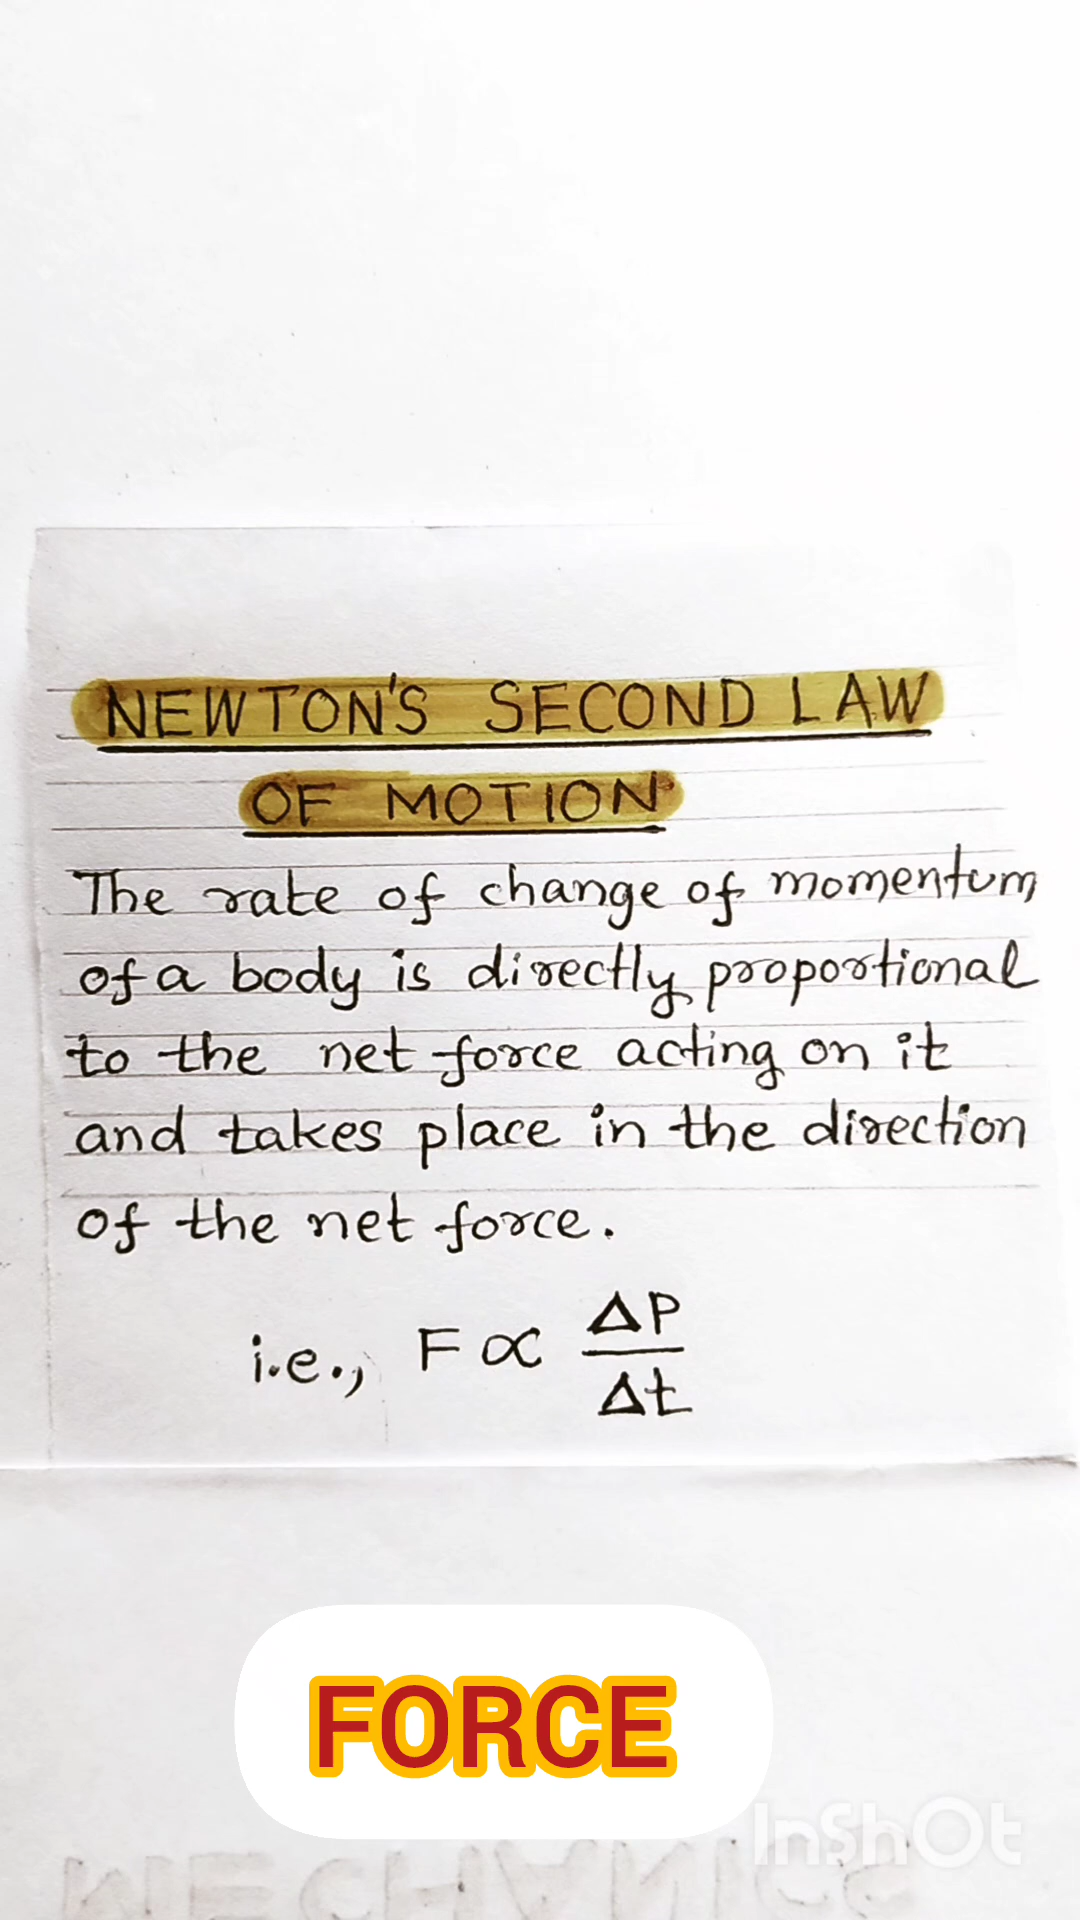 NEWTON'S SECOND LAW
OF MOTION
The rate of change of momentum
of a body is directly proportional
to the net force acting on it
and takes place in the direction
of the net force.
i.e., F ∝ ΔP/Δt
FORCE
InShOt
MECHANICS